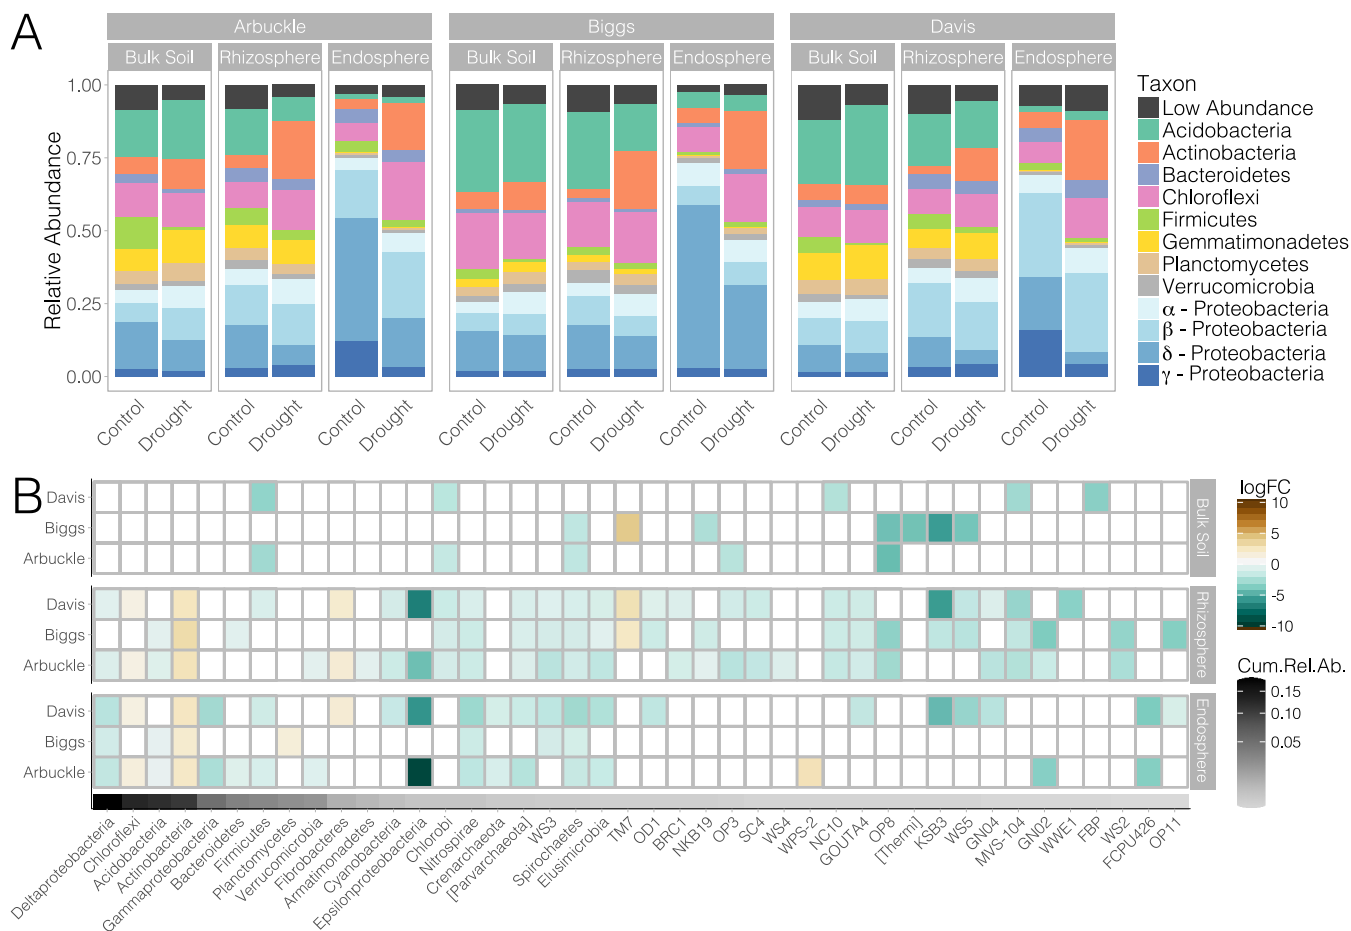 A
Arbuckle
Biggs
Davis
Bulk Soil
Rhizosphere
Endosphere
Bulk Soil
Rhizosphere
Endosphere
Bulk Soil
Rhizosphere
Endosphere
Relative Abundance
1.00
0.75
0.50
0.25
0.00
Control
Drought
Control
Drought
Control
Drought
Control
Drought
Control
Drought
Control
Drought
Control
Drought
Control
Drought
Control
Drought
Taxon
Low Abundance
Acidobacteria
Actinobacteria
Bacteroidetes
Chloroflexi
Firmicutes
Gemmatimonadetes
Planctomycetes
Verrucomicrobia
α - Proteobacteria
β - Proteobacteria
δ - Proteobacteria
γ - Proteobacteria
B
Davis
Biggs
Arbuckle
Bulk Soil
Davis
Biggs
Arbuckle
Rhizosphere
Davis
Biggs
Arbuckle
Endosphere
Deltaproteobacteria
Chloroflexi
Acidobacteria
Actinobacteria
Gammaproteobacteria
Bacteroidetes
Firmicutes
Planctomycetes
Verrucomicrobia
Fibrobacteres
Armatimonadetes
Cyanobacteria
Epsilonproteobacteria
Chlorobi
Nitrospirae
Crenarchaeota
[Parvarchaeota]
WS3
Spirochaetes
Elusimicrobia
TM7
OD1
BRC1
NKB19
OP3
SC4
WS4
WPS-2
NC10
GOUTA4
OP8
[Thermi]
KSB3
WS5
GN04
MVS-104
GN02
WWE1
FBP
WS2
FCPU426
OP11
logFC
10
5
0
-5
-10
Cum.Rel.Ab.
0.15
0.10
0.05